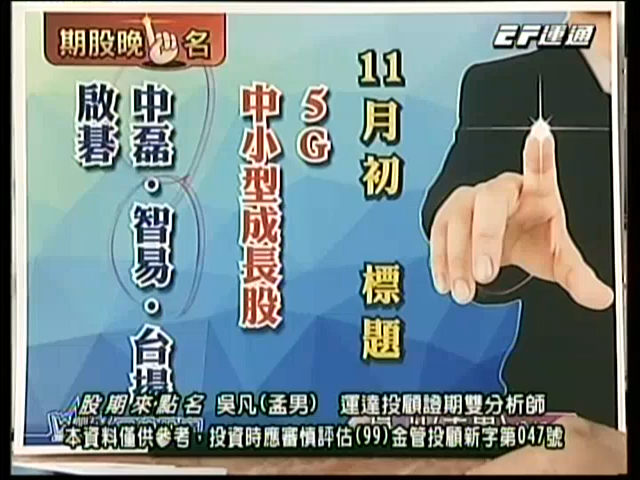 期股晚名
運通
11月初 標題
5G
中小型成長股
中磊・智易・台揚
啟碁
股期來點名 吳凡(孟男) 運達投顧證期雙分析師
本資料僅供參考，投資時應審慎評估(99)金管投顧新字第047號